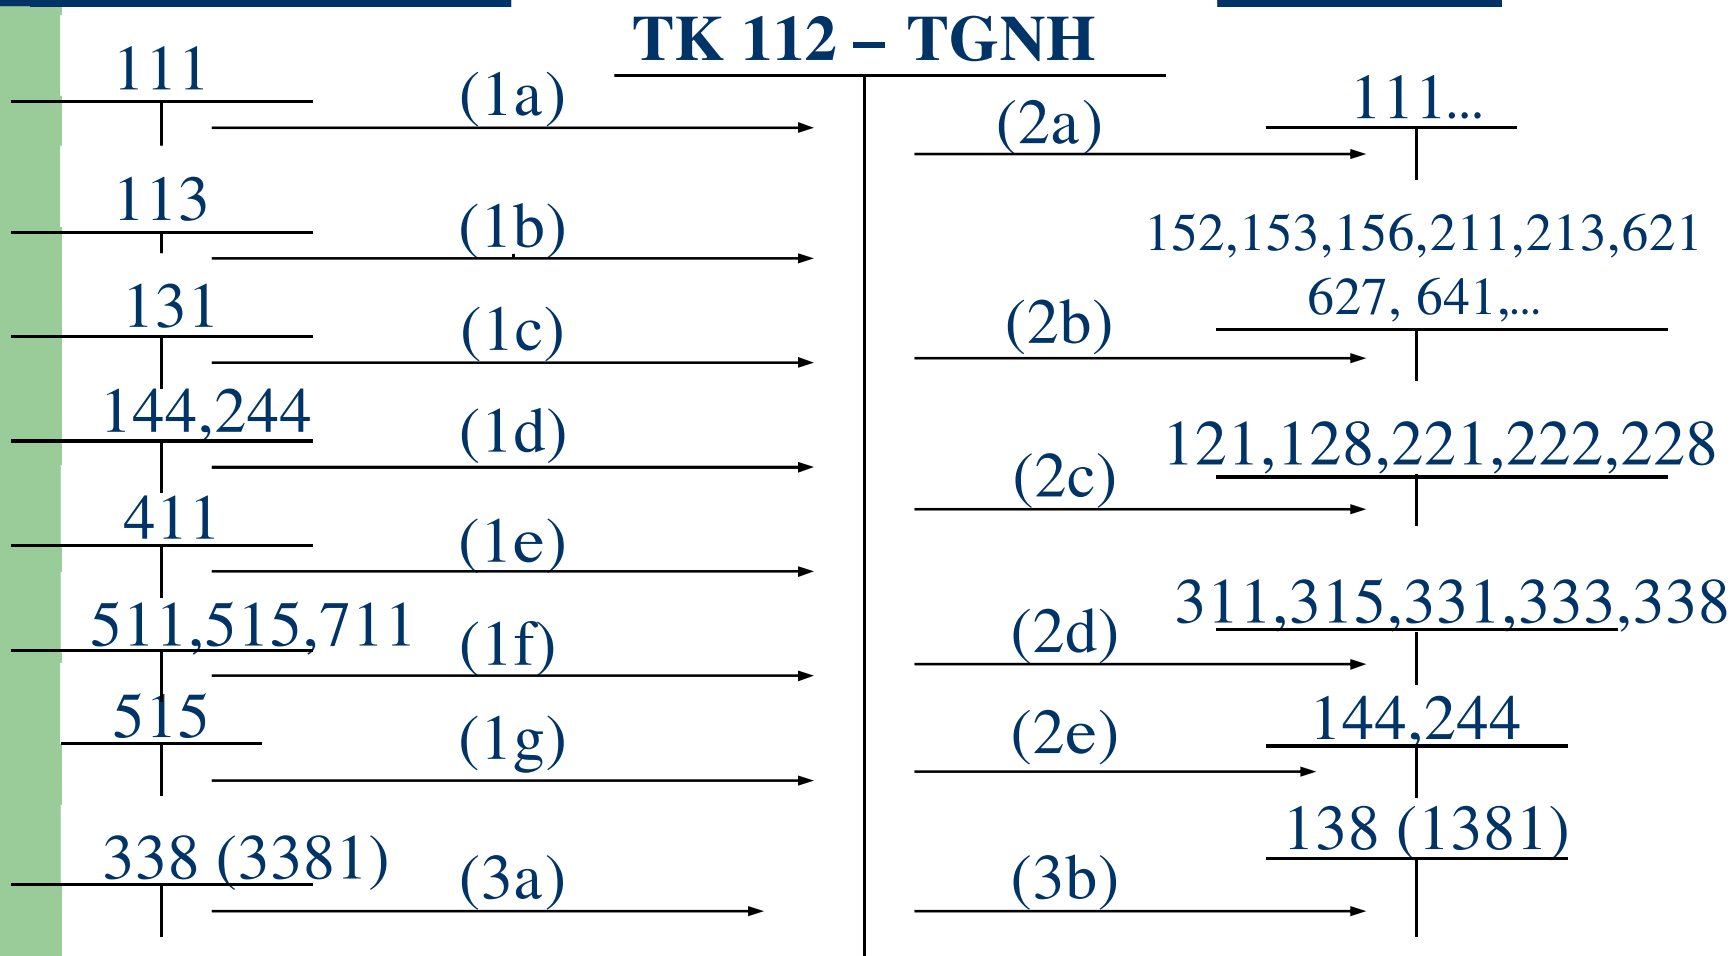 TK 112 – TGNH
111
(1a)
113
(1b)
131
(1c)
144,244
(1d)
411
(1e)
511,515,711
(1f)
515
(1g)
338 (3381)
(3a)
(2a)
111...
152,153,156,211,213,621
627, 641,...
(2b)
121,128,221,222,228
(2c)
311,315,331,333,338
(2d)
144,244
(2e)
138 (1381)
(3b)